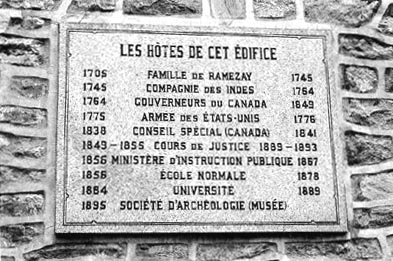 LES HÔTES DE CET ÉDIFICE
1705 FAMILLE DE RAMEZAY 1745
1745 COMPAGNIE DES INDES 1764
1764 GOUVERNEURS DU CANADA 1849
1775 ARMÉE DES ÉTATS-UNIS 1776
1838 CONSEIL SPÉCIAL (CANADA) 1841
1849-1855 COURS DE JUSTICE 1889-1893
1856 MINISTÈRE D'INSTRUCTION PUBLIQUE 1867
1856 ÉCOLE NORMALE 1878
1884 UNIVERSITÉ 1889
1895 SOCIÉTÉ D'ARCHÉOLOGIE (MUSÉE)